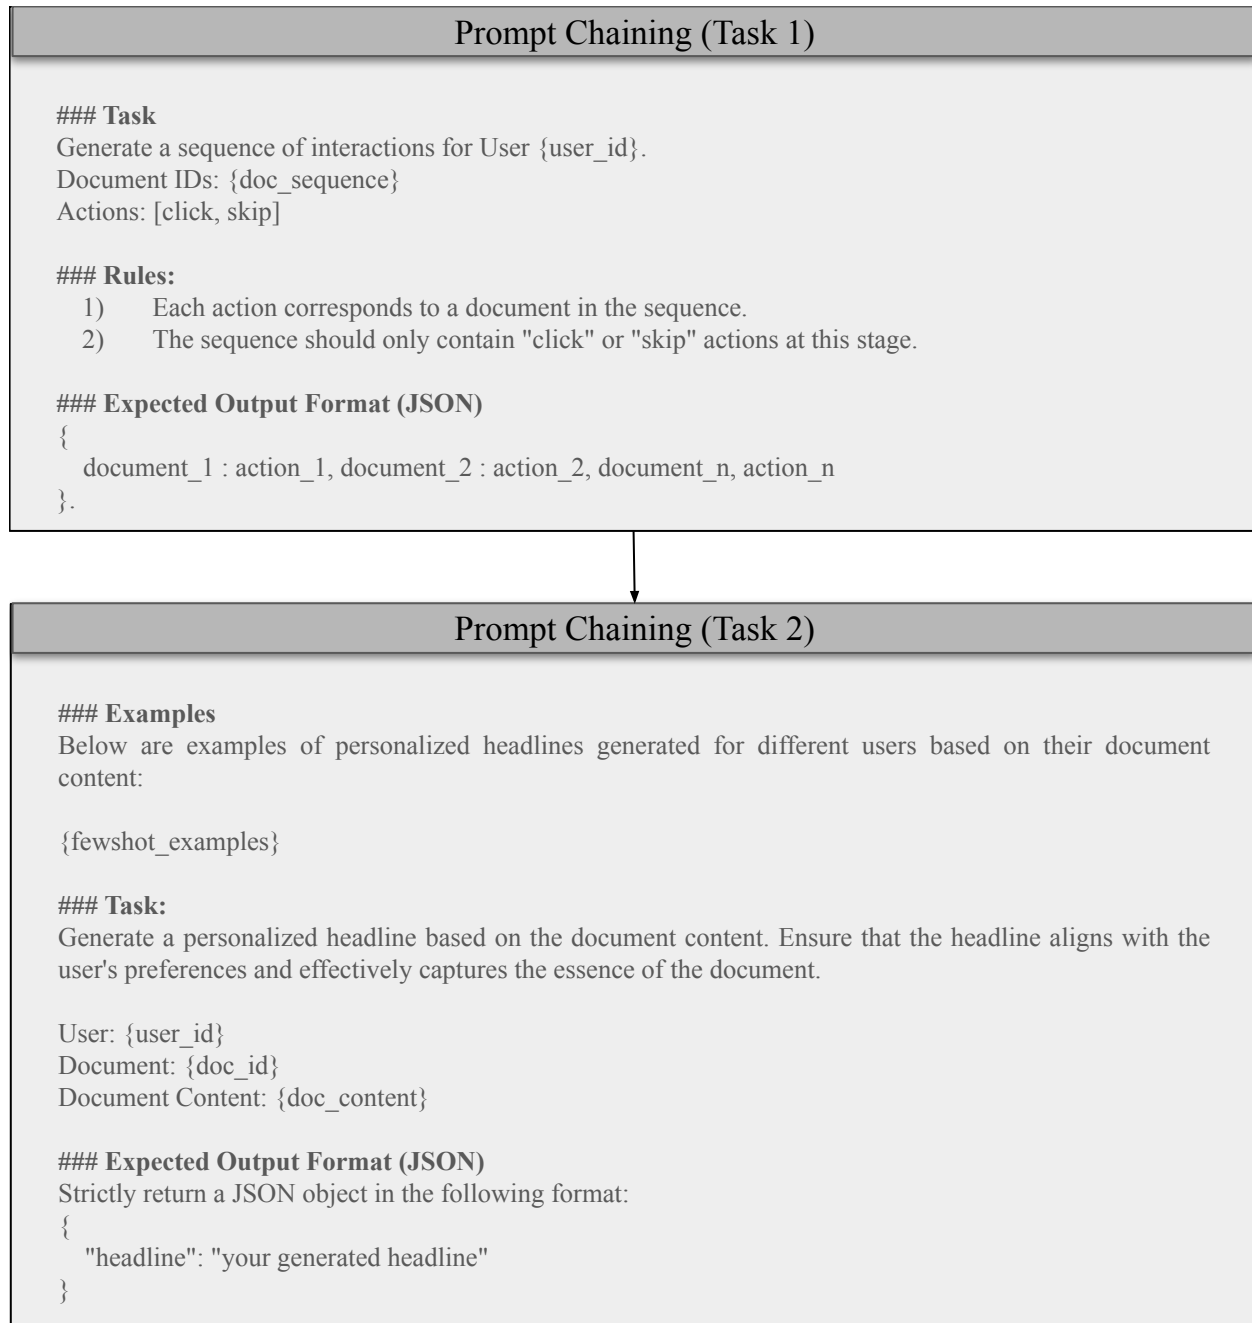 Prompt Chaining (Task 1)
### Task
Generate a sequence of interactions for User {user_id}.
Document IDs: {doc_sequence}
Actions: [click, skip]
### Rules:
1) Each action corresponds to a document in the sequence.
2) The sequence should only contain "click" or "skip" actions at this stage.
### Expected Output Format (JSON)
{
document_1 : action_1, document_2 : action_2, document_n, action_n
}.
Prompt Chaining (Task 2)
### Examples
Below are examples of personalized headlines generated for different users based on their document
content:
{fewshot_examples}
### Task:
Generate a personalized headline based on the document content. Ensure that the headline aligns with the
user's preferences and effectively captures the essence of the document.
User: {user_id}
Document: {doc_id}
Document Content: {doc_content}
### Expected Output Format (JSON)
Strictly return a JSON object in the following format:
{
"headline": "your generated headline"
}